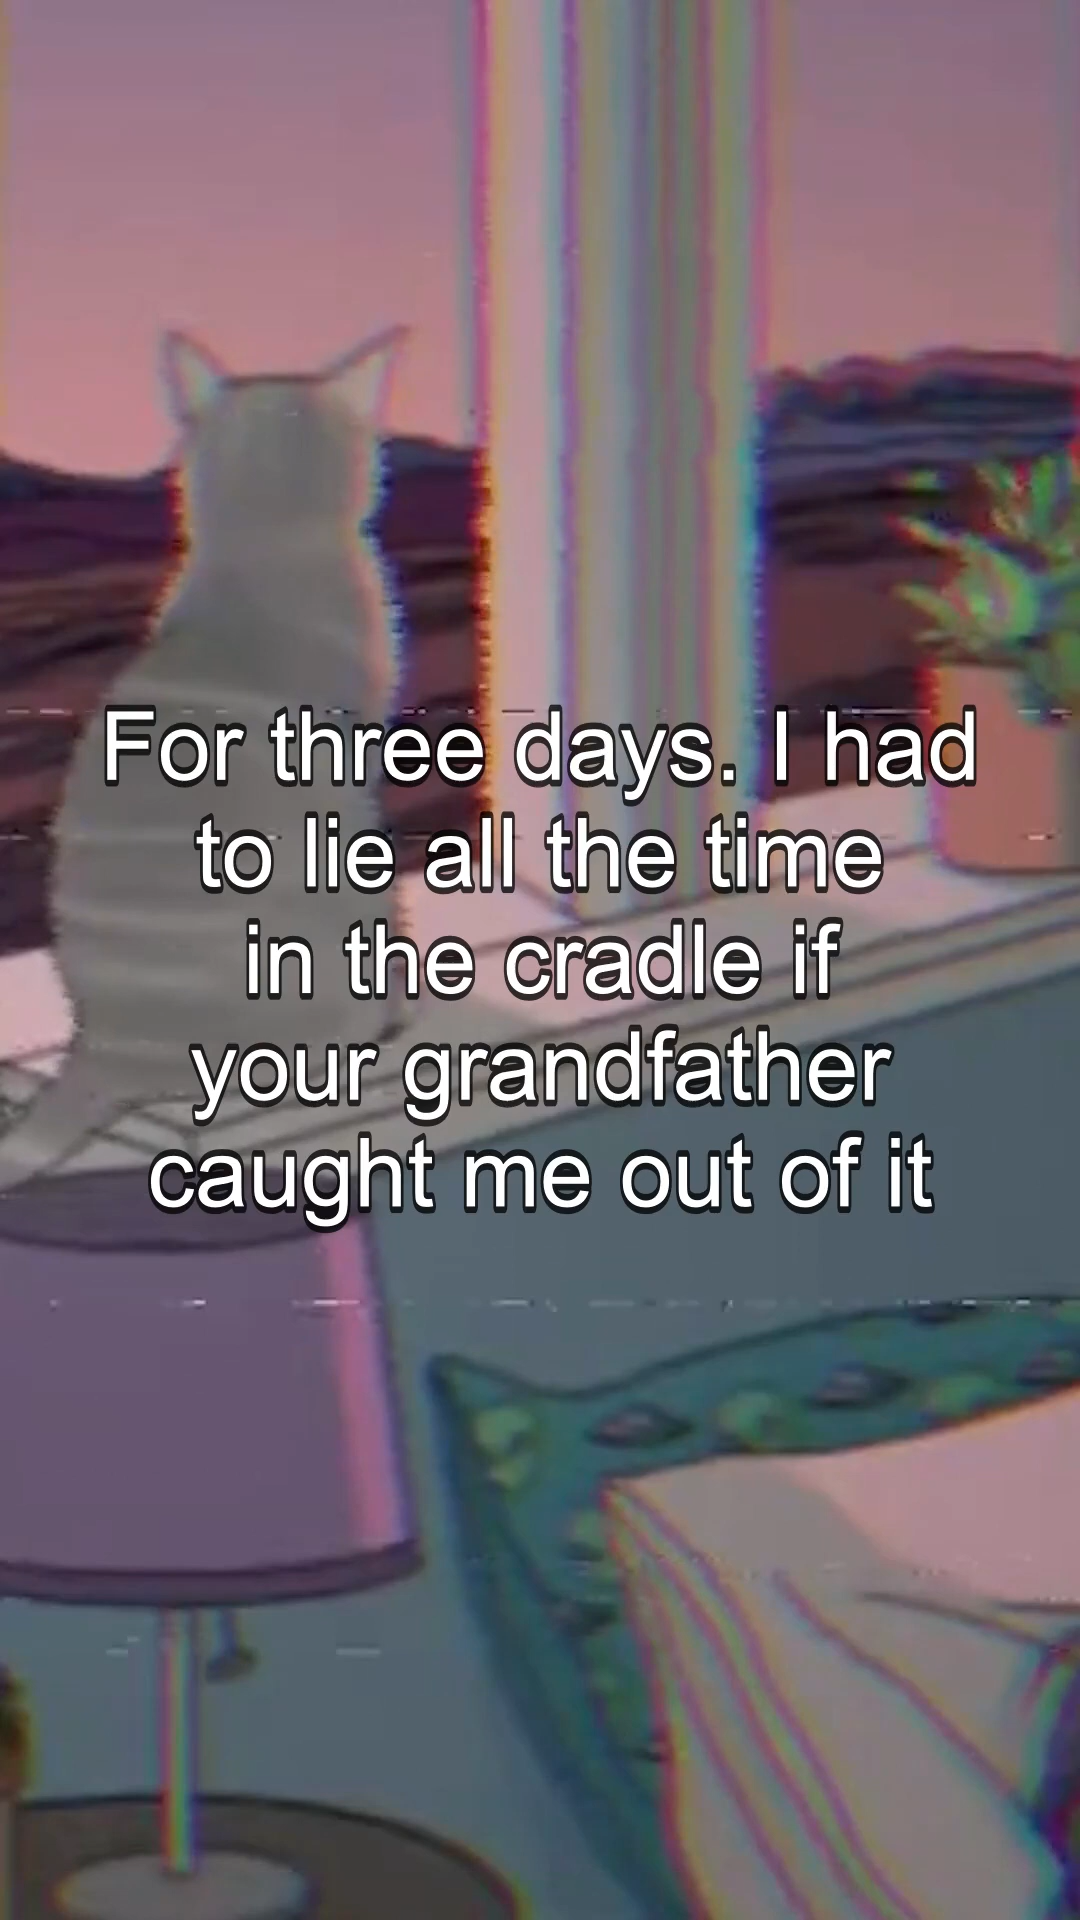 For three days. I had
to lie all the time
in the cradle if
your grandfather
caught me out of it